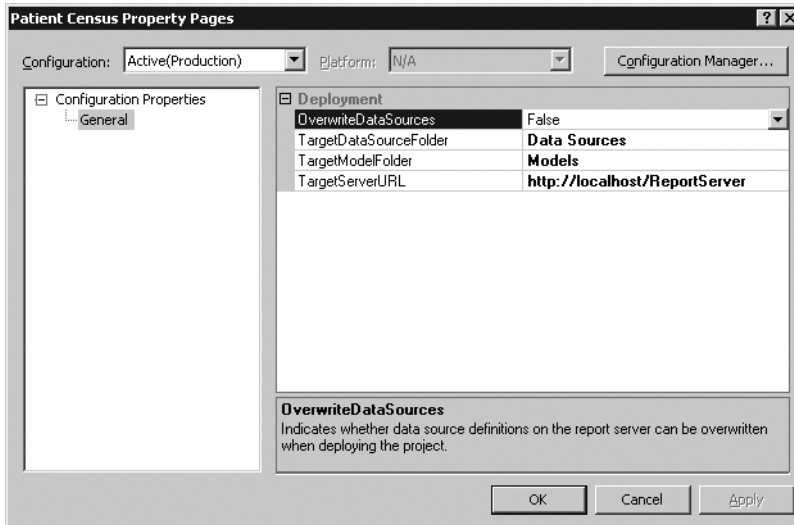 Patient Census Property Pages
Configuration: Active(Production) Platform: N/A Configuration Manager...
Configuration Properties
General
Deployment
OverwriteDataSources False
TargetDataSourceFolder Data Sources
TargetModelFolder Models
TargetServerURL http://localhost/ReportServer
OverwriteDataSources
Indicates whether data source definitions on the report server can be overwritten
when deploying the project.
OK Cancel Apply